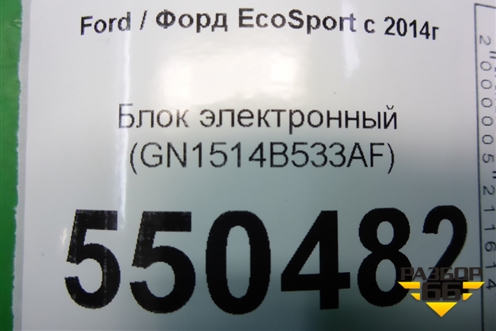 Ford / Форд EcoSport с 2014г
Блок электронный
(GN1514B533AF)
550482
РАЗБОР
66